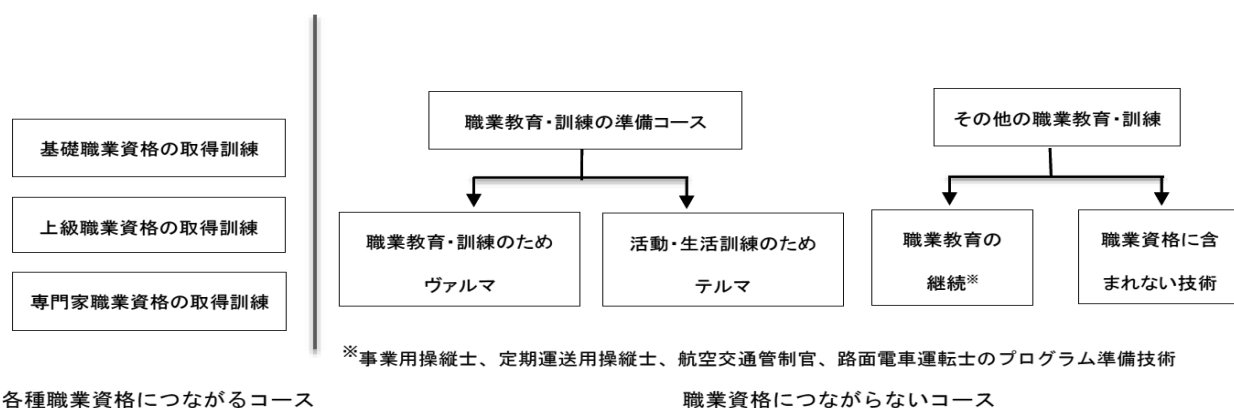 基礎職業資格の取得訓練
上級職業資格の取得訓練
専門家職業資格の取得訓練
各種職業資格につながるコース
職業教育・訓練の準備コース
職業教育・訓練のため
ヴァルマ
活動・生活訓練のため
テルマ
その他の職業教育・訓練
職業教育の
継続※
職業資格に含
まれない技術
※事業用操縦士、定期運送用操縦士、航空交通管制官、路面電車運転士のプログラム準備技術
職業資格につながらないコース